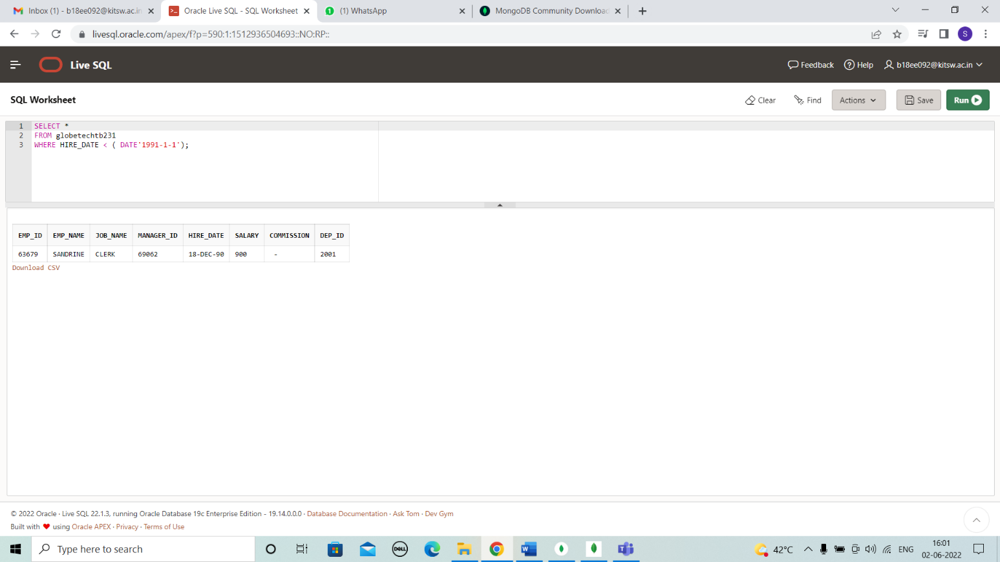 Inbox (1) - b18ee092@kitsw.ac.in
Oracle Live SQL - SQL Worksheet
(1) WhatsApp
MongoDB Community Download
livesql.oracle.com/apex/f?p=590:1:1512936504693::NO:RP::
S
Live SQL
Feedback
Help
b18ee092@kitsw.ac.in
SQL Worksheet
Clear
Find
Actions
Save
Run
1 SELECT *
2 FROM globetechtb231
3 WHERE HIRE_DATE < ( DATE'1991-1-1');
EMP_ID EMP_NAME JOB_NAME MANAGER_ID HIRE_DATE SALARY COMMISSION DEP_ID
63679 SANDRINE CLERK 69062 18-DEC-90 900 - 2001
Download CSV
© 2022 Oracle · Live SQL 22.1.3, running Oracle Database 19c Enterprise Edition - 19.14.0.0.0 · Database Documentation · Ask Tom · Dev Gym
Built with ❤ using Oracle APEX · Privacy · Terms of Use
Type here to search
DELL
42°C
ENG
16:01
02-06-2022